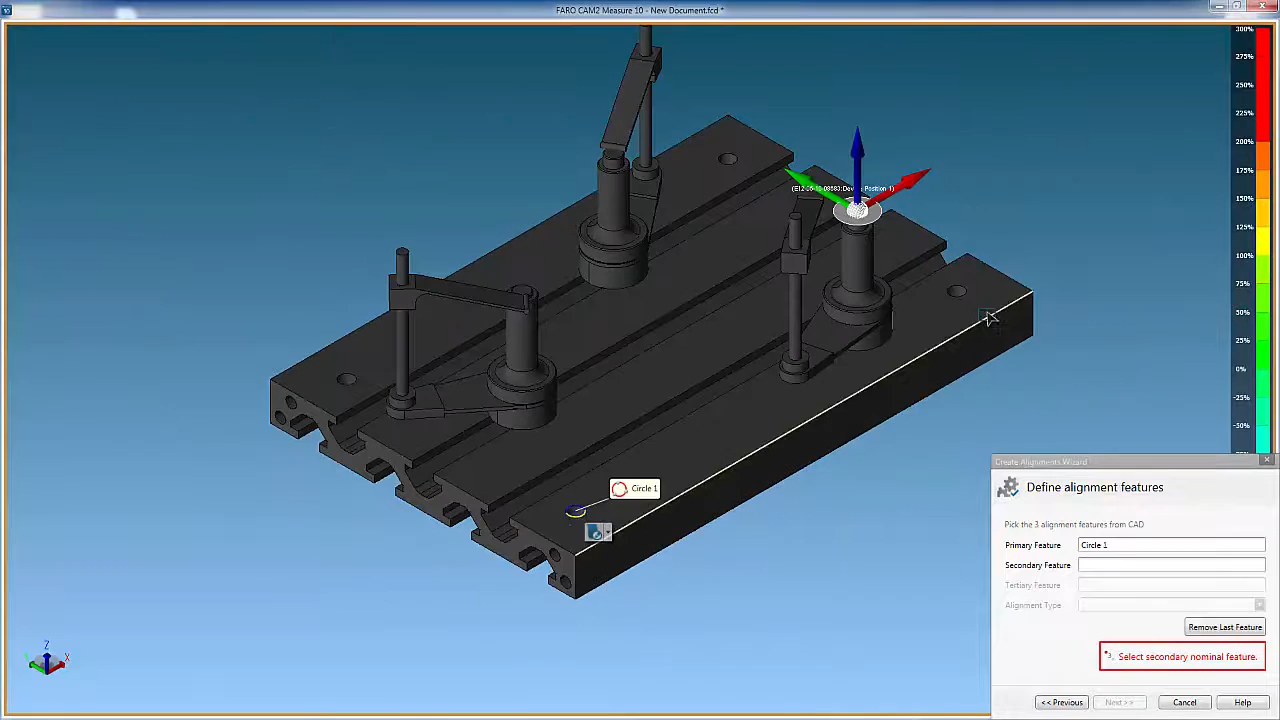 FARO CAM2 Measure 10 - New Document.fcd *
300%
275%
250%
225%
200%
175%
150%
125%
100%
75%
50%
25%
0%
-25%
-50%
Circle 1
Z
X
Create Alignments Wizard
Define alignment features
Pick the 3 alignment features from CAD
Primary Feature Circle 1
Secondary Feature
Tertiary Feature
Alignment Type
Remove Last Feature
Select secondary nominal feature.
<< Previous Next >> Cancel Help